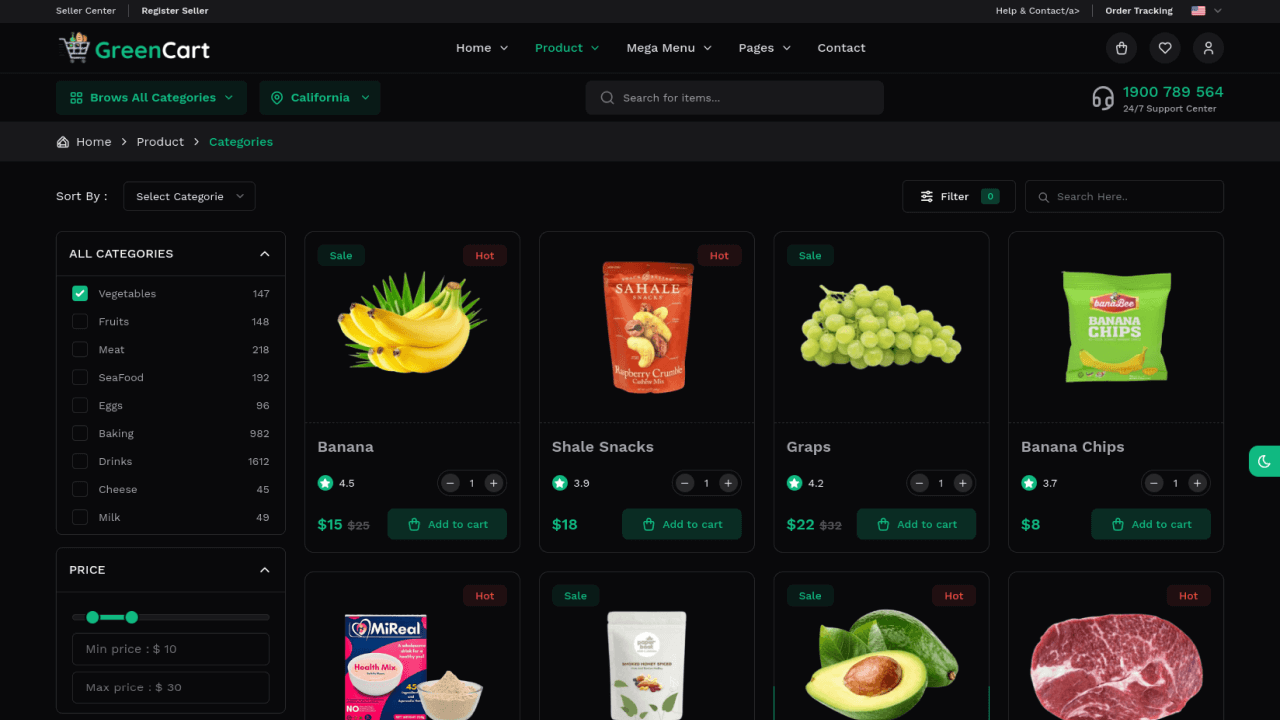 Seller Center
Register Seller
Help & Contact/a>
Order Tracking
GreenCart
Home
Product
Mega Menu
Pages
Contact
Brows All Categories
California
Search for items...
1900 789 564
24/7 Support Center
Home
Product
Categories
Sort By :
Select Categorie
Filter
0
Search Here..
ALL CATEGORIES
Vegetables 147
Fruits 148
Meat 218
SeaFood 192
Eggs 96
Baking 982
Drinks 1612
Cheese 45
Milk 49
PRICE
Min price : $ 10
Max price : $ 30
Sale
Hot
Banana
4.5
1
$15 $25
Add to cart
Hot
SAHALE
SNACKS
Raspberry Crumble
Cashew Mix
Shale Snacks
3.9
1
$18
Add to cart
Sale
Graps
4.2
1
$22 $32
Add to cart
banaBee
BANANA
CHIPS
Banana Chips
3.7
1
$8
Add to cart
Hot
MiReal
Health Mix
NO
Sale
SMOKED HONEY SPICED
Sale
Hot
Hot